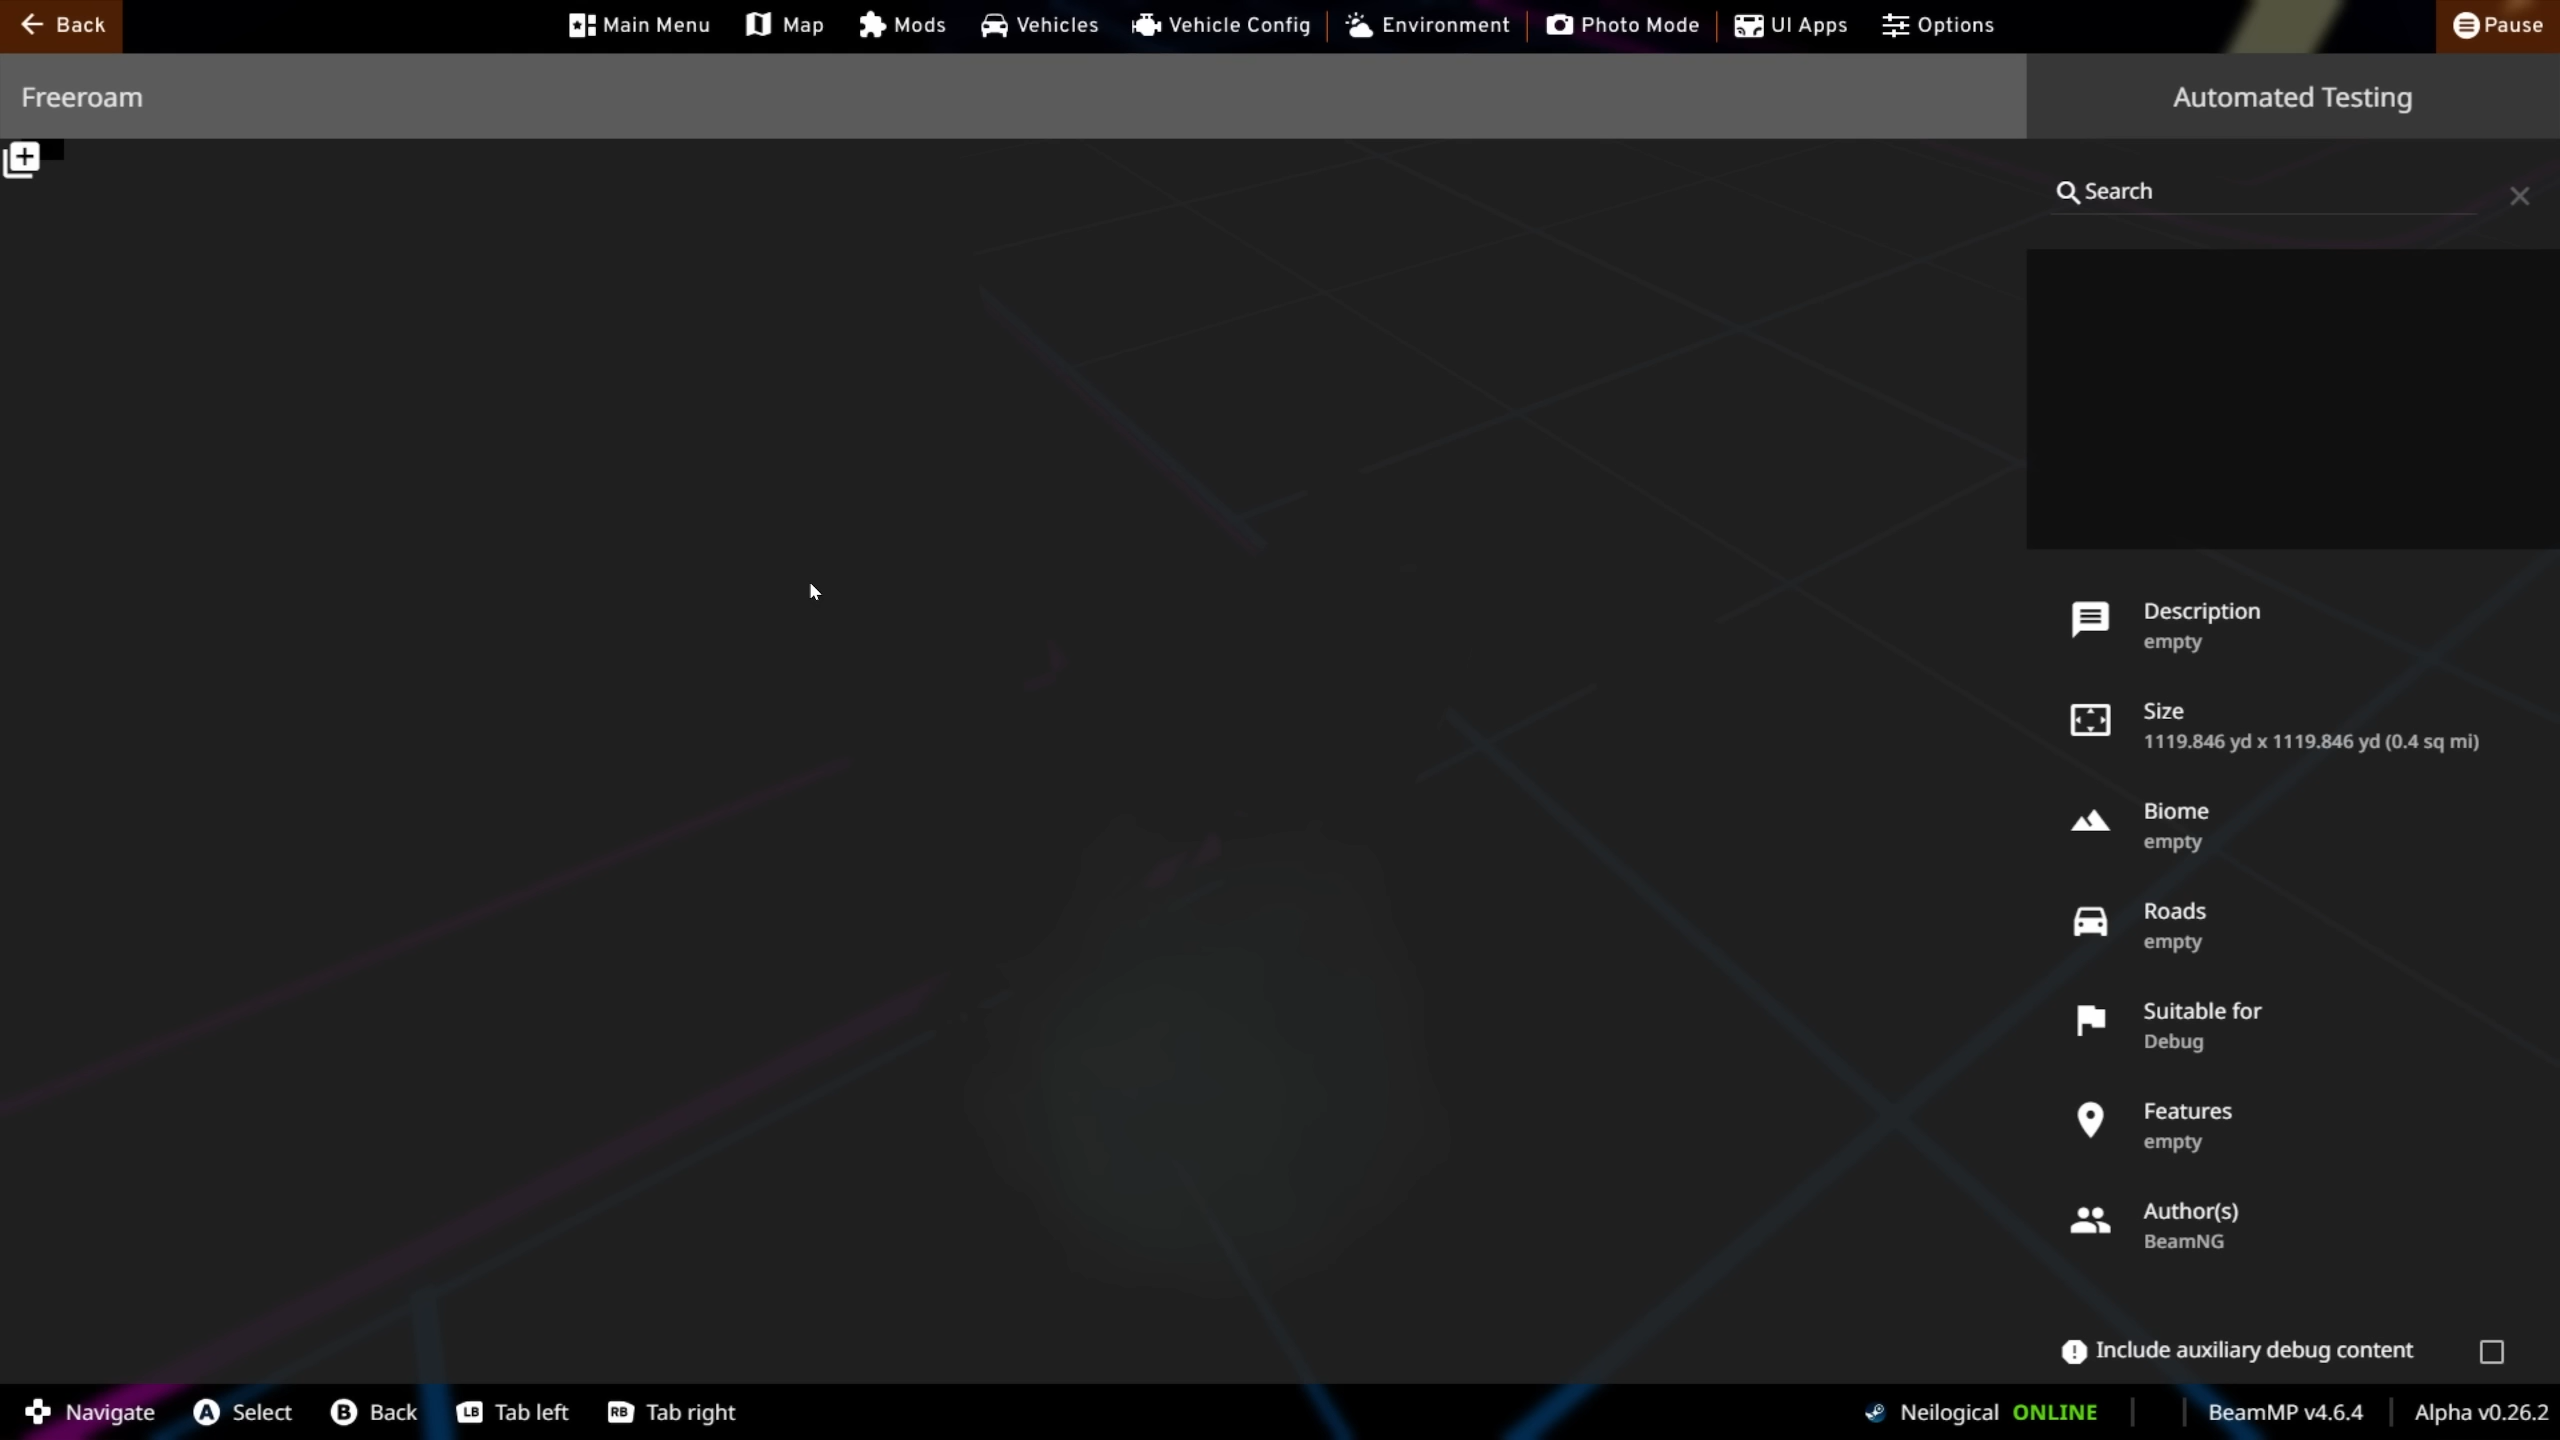 Back
Main Menu
Map
Mods
Vehicles
Vehicle Config
Environment
Photo Mode
UI Apps
Options
Pause
Freeroam
Automated Testing
Search
Description
empty
Size
1119.846 yd x 1119.846 yd (0.4 sq mi)
Biome
empty
Roads
empty
Suitable for
Debug
Features
empty
Author(s)
BeamNG
Include auxiliary debug content
Navigate
A Select
B Back
LB Tab left
RB Tab right
Neilogical ONLINE
BeamMP v4.6.4
Alpha v0.26.2